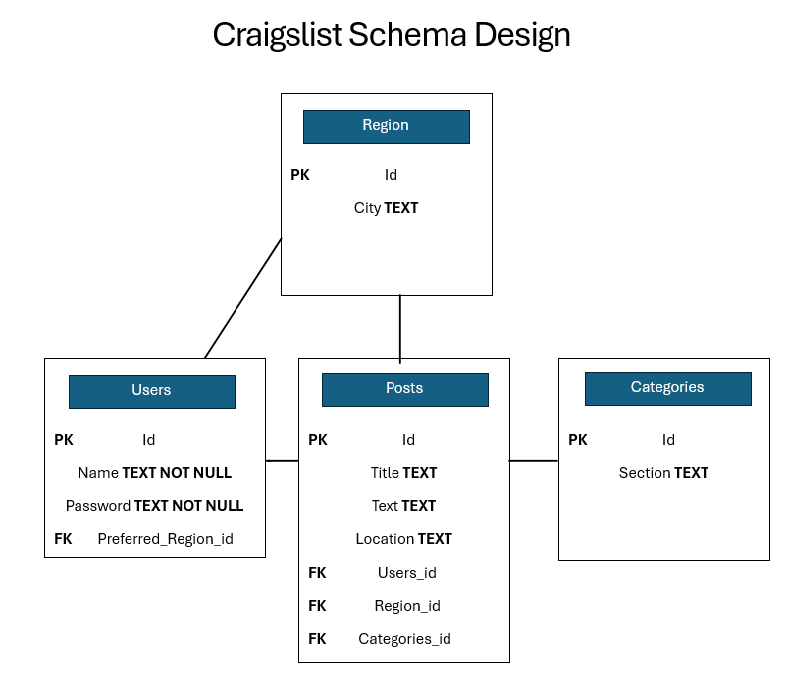 Craigslist Schema Design
Region
PK Id
City TEXT
Users
PK Id
Name TEXT NOT NULL
Password TEXT NOT NULL
FK Preferred_Region_id
Posts
PK Id
Title TEXT
Text TEXT
Location TEXT
FK Users_id
FK Region_id
FK Categories_id
Categories
PK Id
Section TEXT